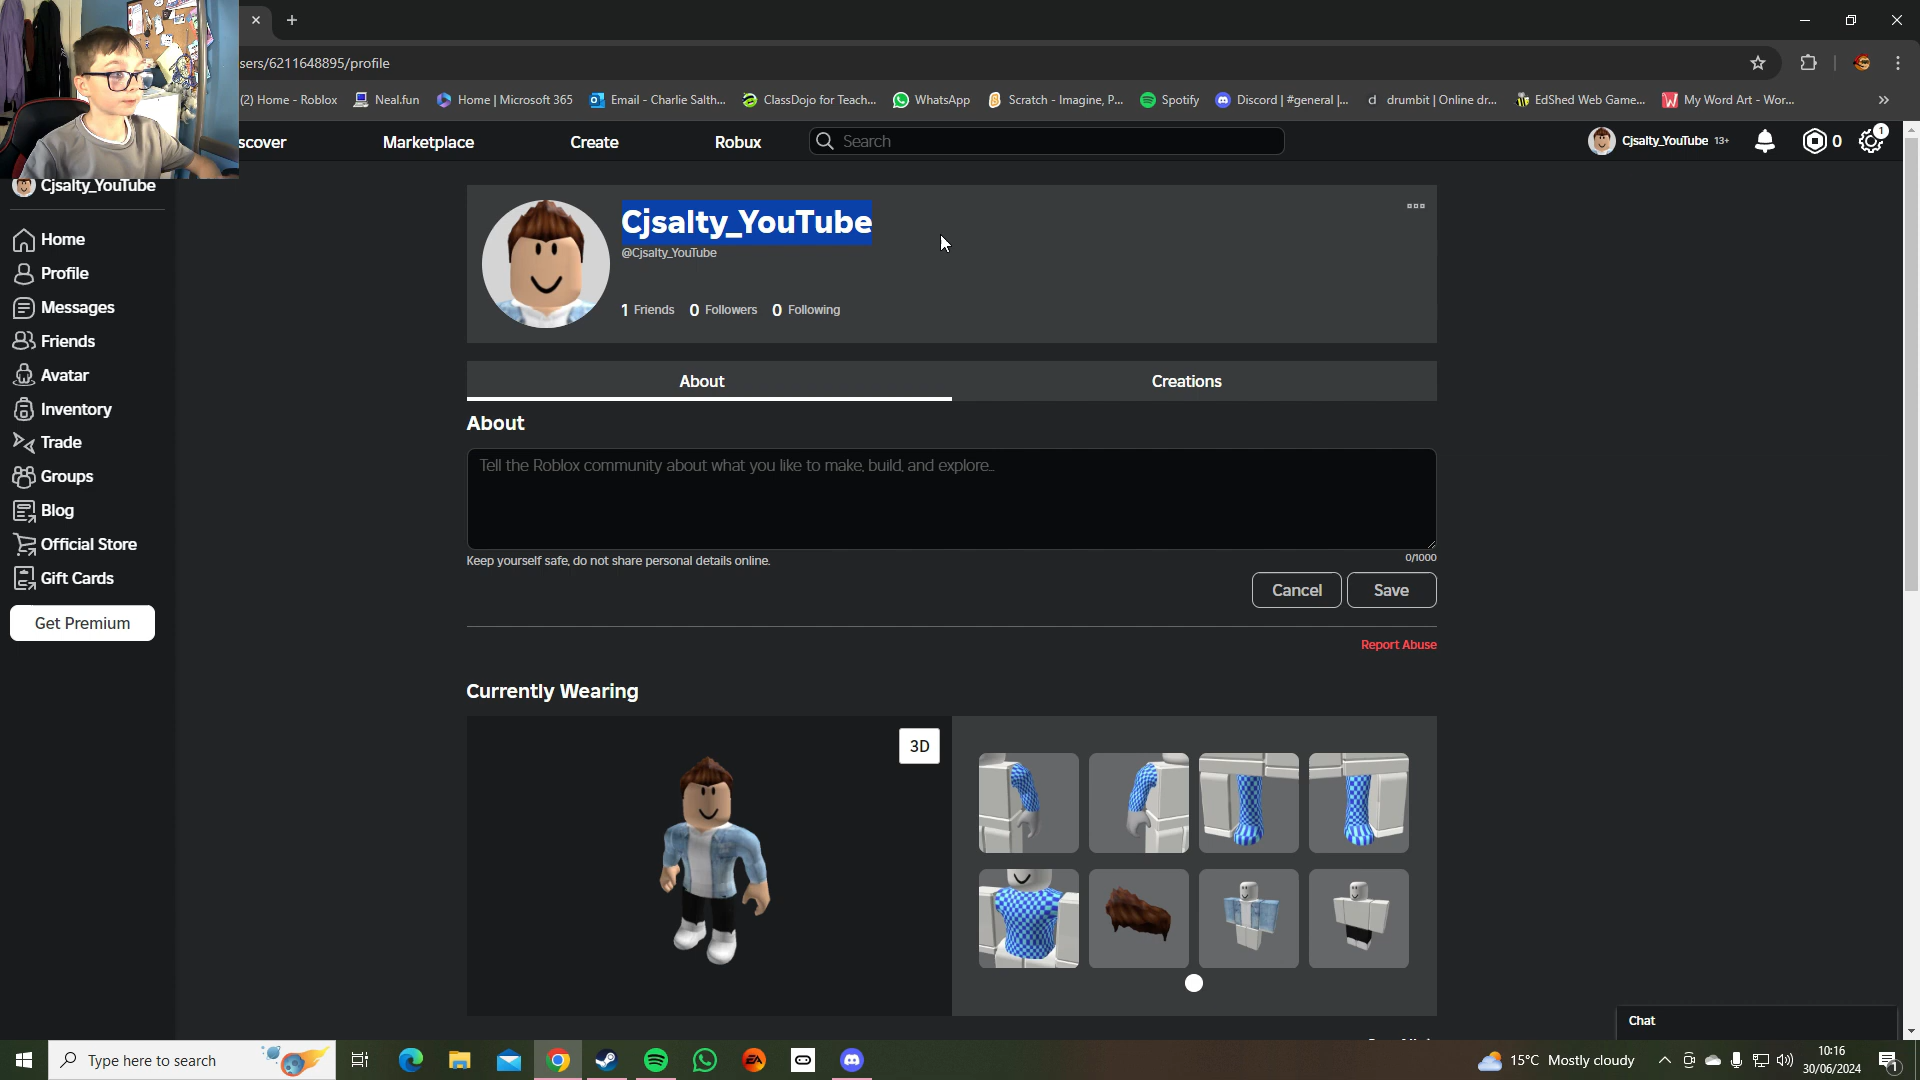 sers/6211648895/profile
(2) Home - Roblox Neal.fun Home | Microsoft 365 Email - Charlie Salth... ClassDojo for Teach... WhatsApp Scratch - Imagine, P... Spotify Discord | #general |... drumbit | Online dr... EdShed Web Game... My Word Art - Wor...
scover Marketplace Create Robux Search Cjsalty_YouTube 13+ 0 1
Cjsalty_YouTube
Home
Profile
Messages
Friends
Avatar
Inventory
Trade
Groups
Blog
Official Store
Gift Cards
Get Premium
Cjsalty_YouTube
@Cjsalty_YouTube
1 Friends 0 Followers 0 Following
About Creations
About
Tell the Roblox community about what you like to make, build, and explore...
Keep yourself safe, do not share personal details online. 0/1000
Cancel Save
Report Abuse
Currently Wearing
3D
Chat
Type here to search EA 15°C Mostly cloudy 10:16
30/06/2024 1